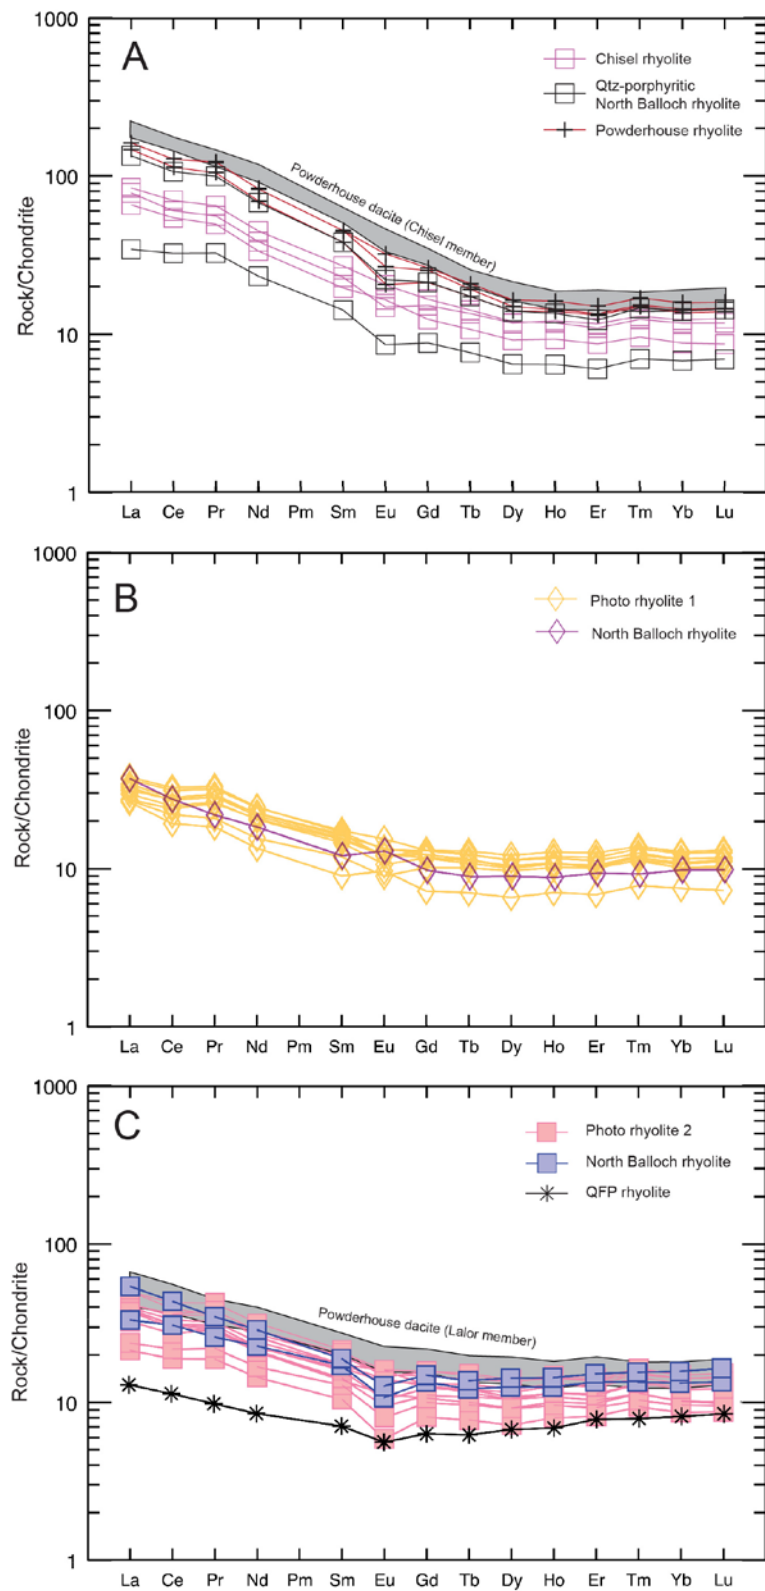 A
1000
Chisel rhyolite
Qtz-porphyritic
North Balloch rhyolite
Powderhouse rhyolite
100
Powderhouse dacite (Chisel member)
Rock/Chondrite
10
1
La Ce Pr Nd Pm Sm Eu Gd Tb Dy Ho Er Tm Yb Lu
B
1000
Photo rhyolite 1
North Balloch rhyolite
100
Rock/Chondrite
10
1
La Ce Pr Nd Pm Sm Eu Gd Tb Dy Ho Er Tm Yb Lu
C
1000
Photo rhyolite 2
North Balloch rhyolite
QFP rhyolite
100
Powderhouse dacite (Lalor member)
Rock/Chondrite
10
1
La Ce Pr Nd Pm Sm Eu Gd Tb Dy Ho Er Tm Yb Lu